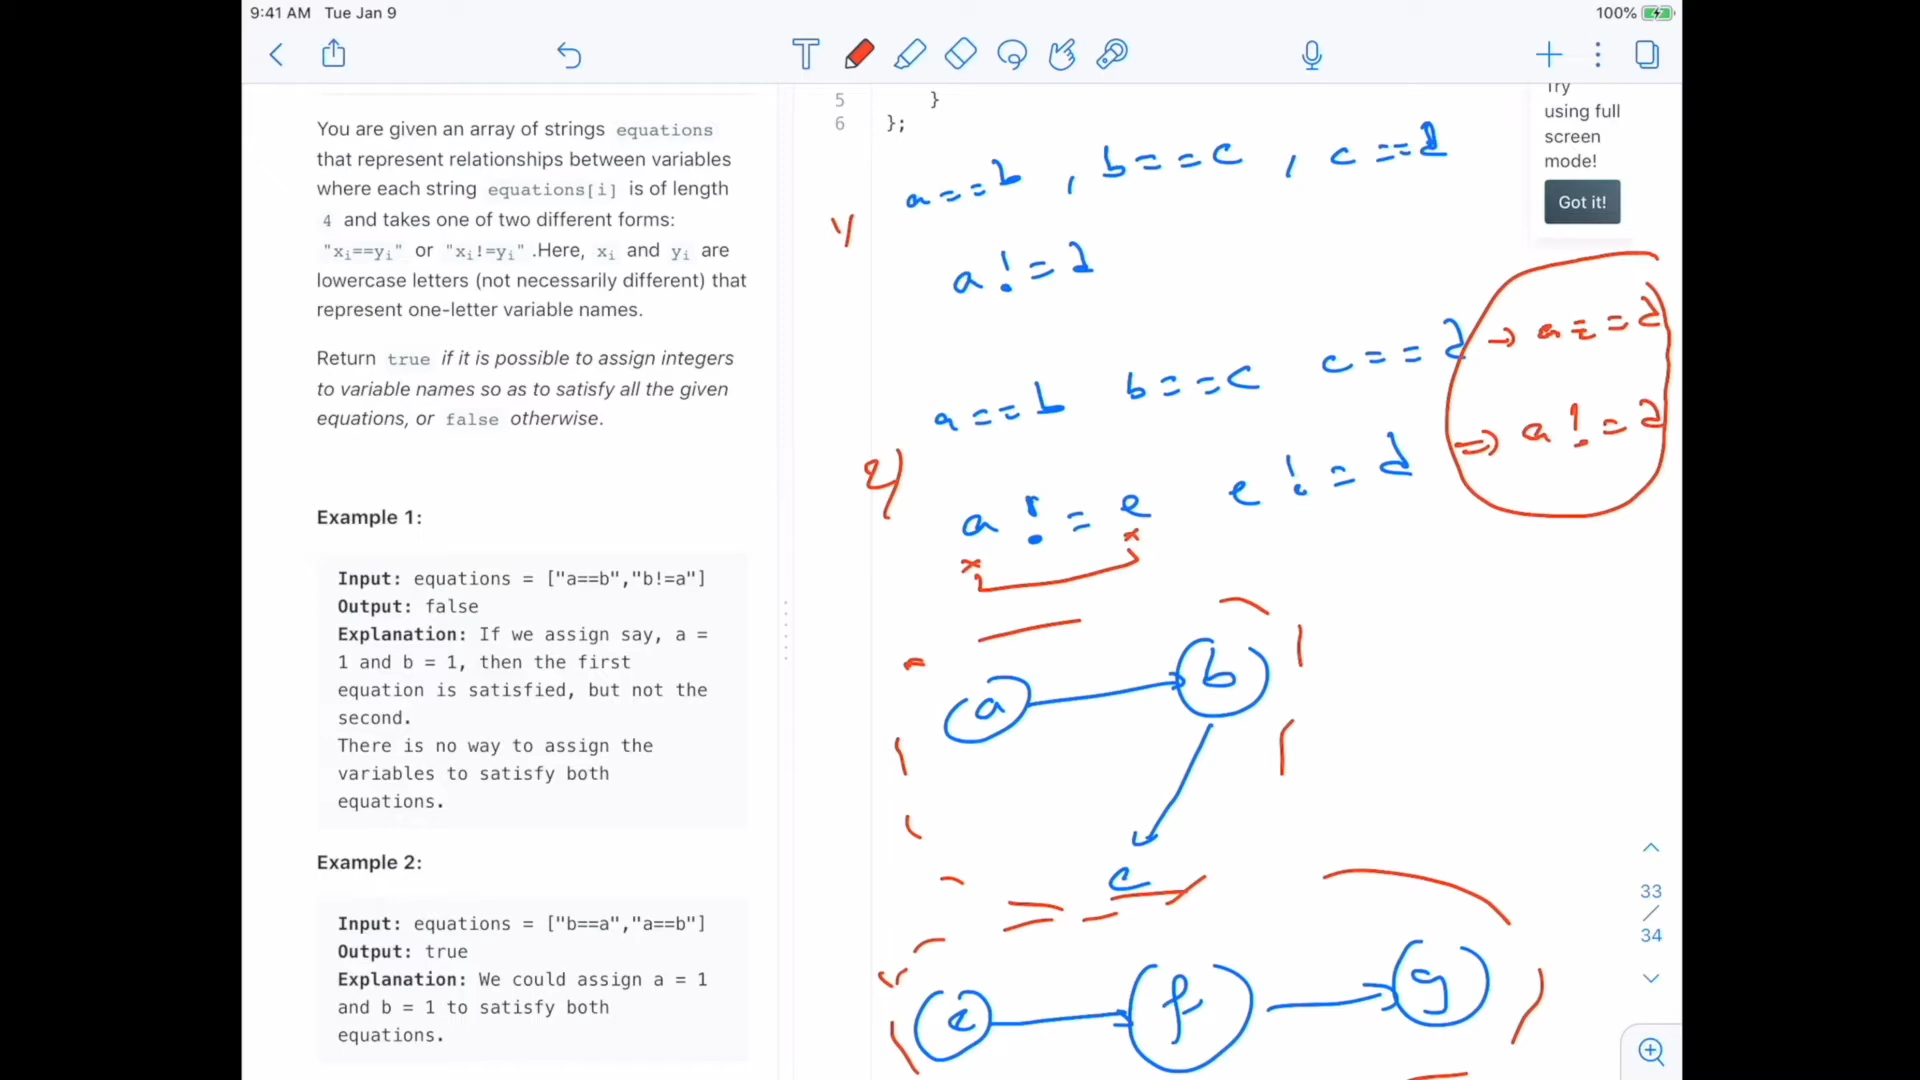 9:41 AM Tue Jan 9
100%
You are given an array of strings equations
that represent relationships between variables
where each string equations[i] is of length
4 and takes one of two different forms:
"xi==yi" or "xi!=yi" .Here, xi and yi are
lowercase letters (not necessarily different) that
represent one-letter variable names.
Return true if it is possible to assign integers
to variable names so as to satisfy all the given
equations, or false otherwise.
Example 1:
Input: equations = ["a==b","b!=a"]
Output: false
Explanation: If we assign say, a =
1 and b = 1, then the first
equation is satisfied, but not the
second.
There is no way to assign the
variables to satisfy both
equations.
Example 2:
Input: equations = ["b==a","a==b"]
Output: true
Explanation: We could assign a = 1
and b = 1 to satisfy both
equations.
5 }
6 };
Try
using full
screen
mode!
Got it!
a==b , b==c , c==d
1)
a!=d
a==b b==c c==d → a==d
⇒ a!=d
2)
a!=e e!=d
a
b
c
e
f
g
33
34